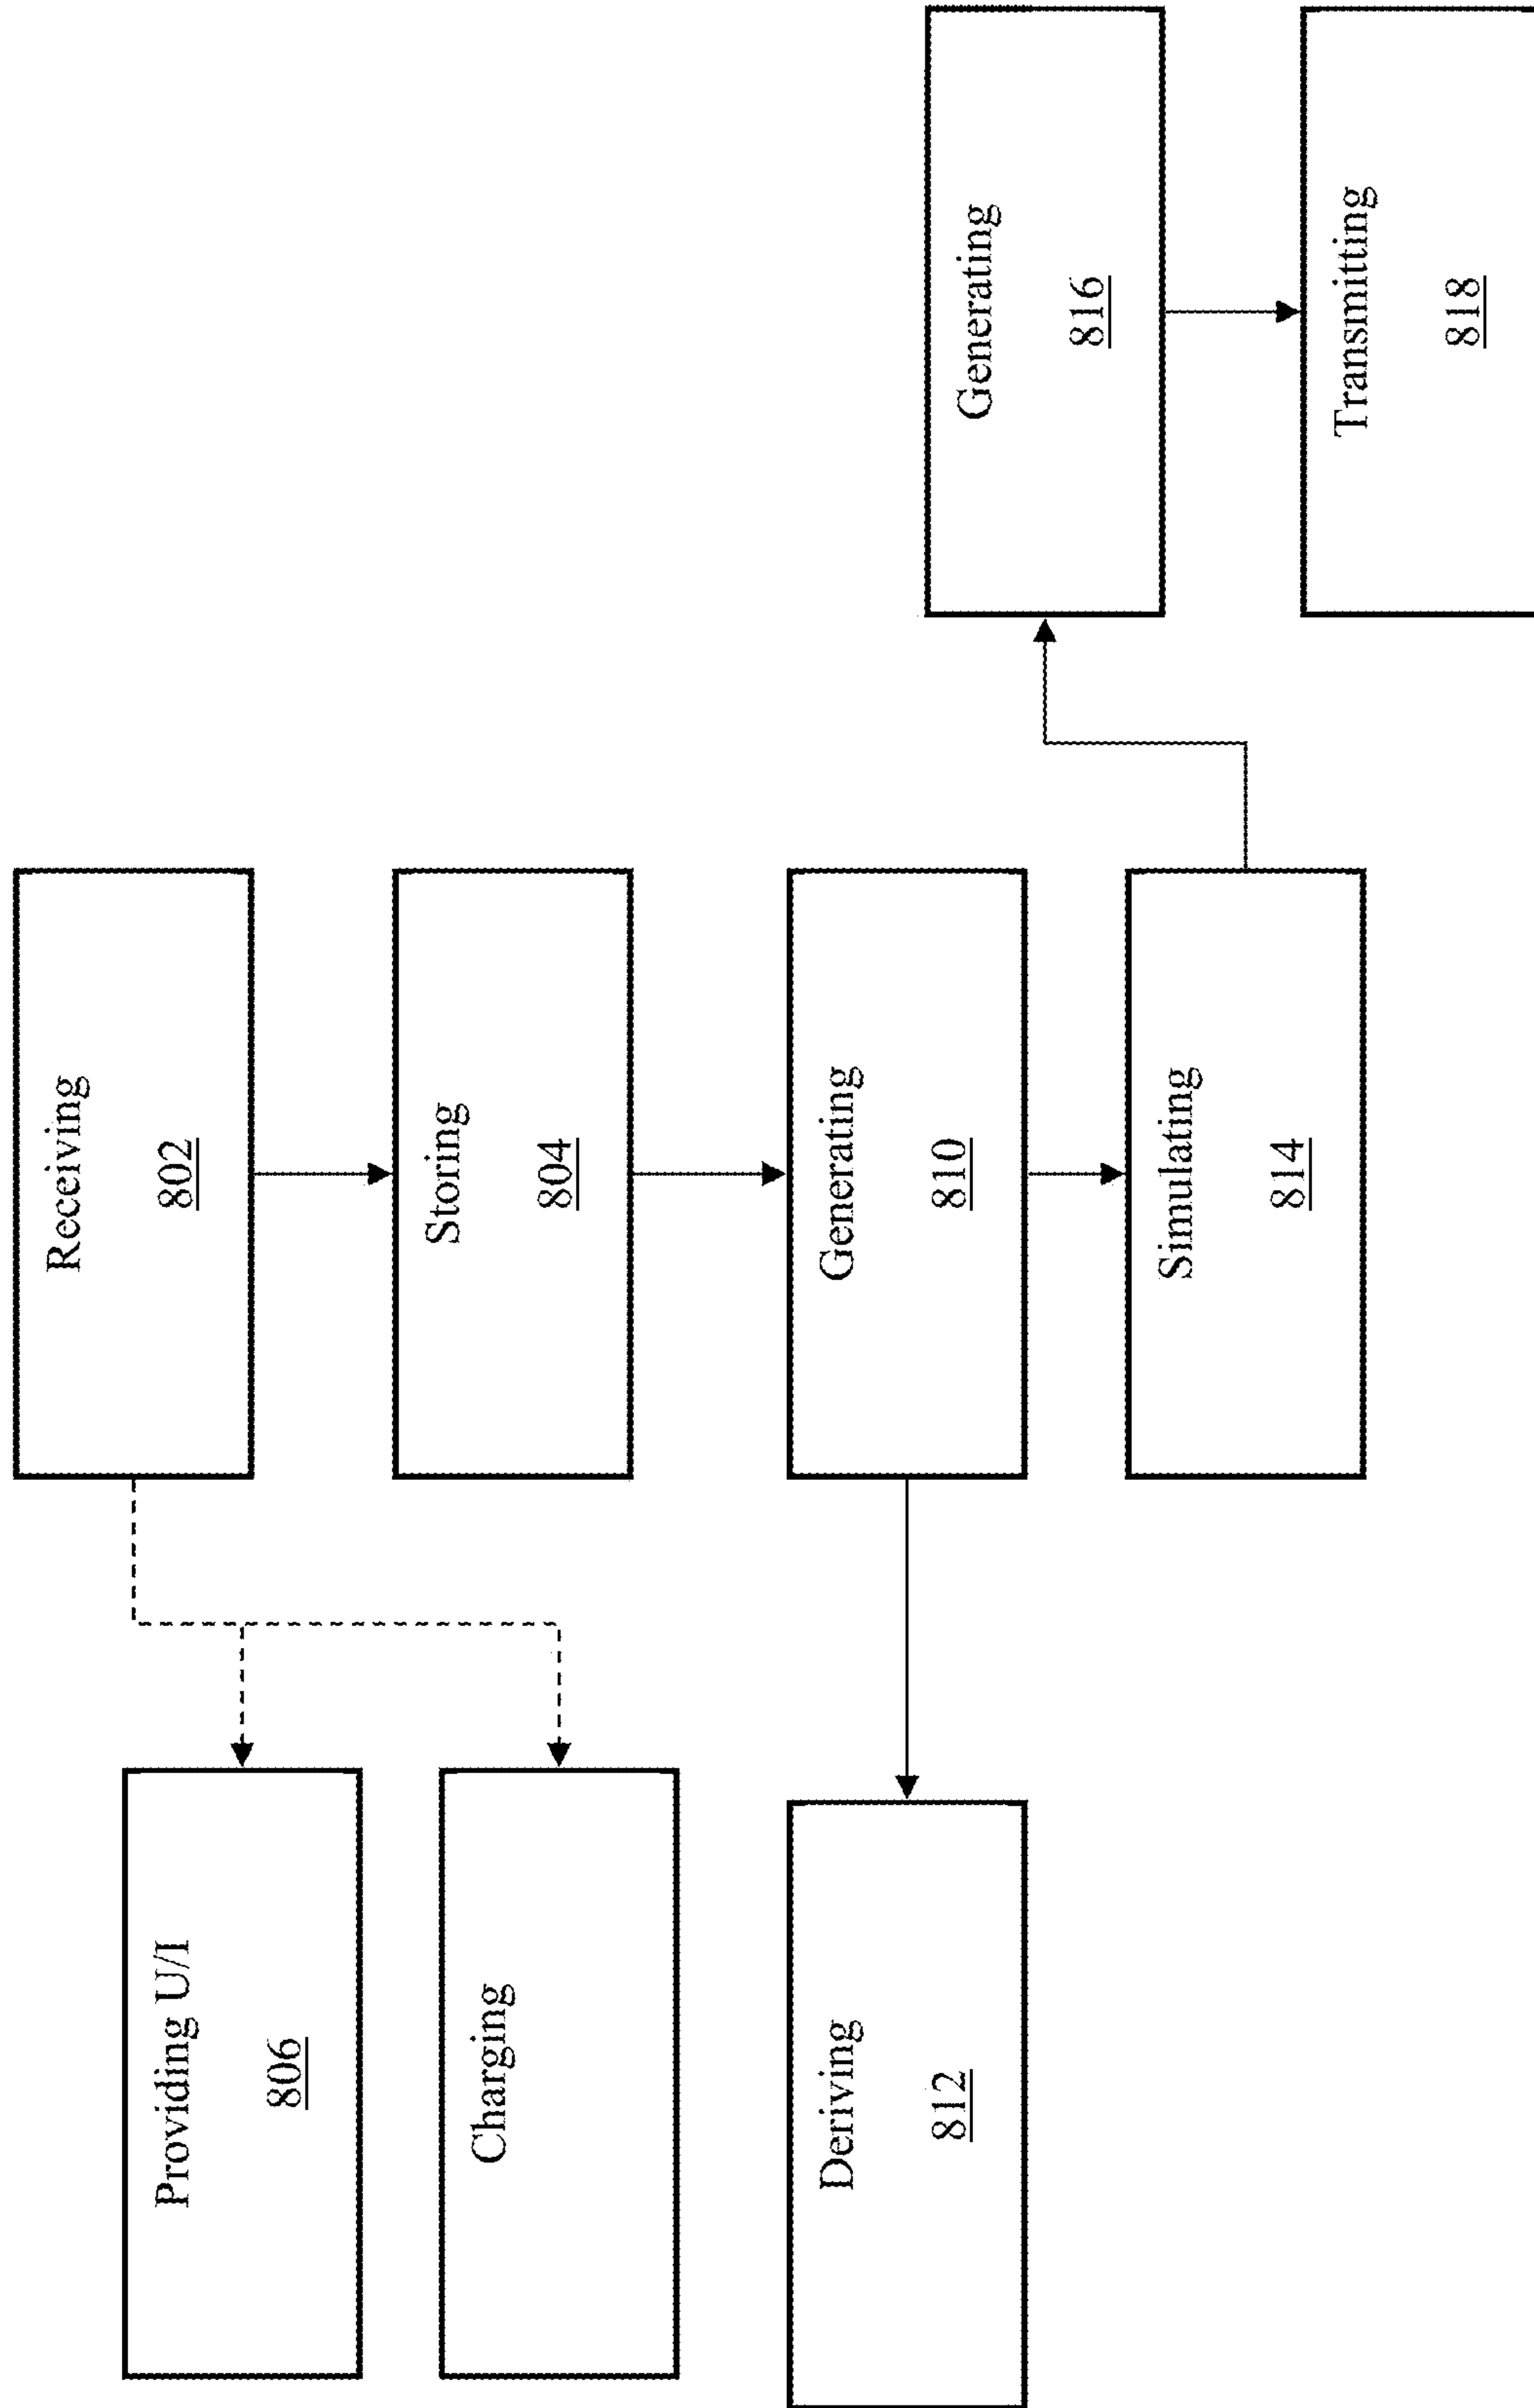 Receiving
802
Storing
804
Providing U/I
806
Charging
Generating
810
Deriving
812
Simulating
814
Generating
816
Transmitting
818